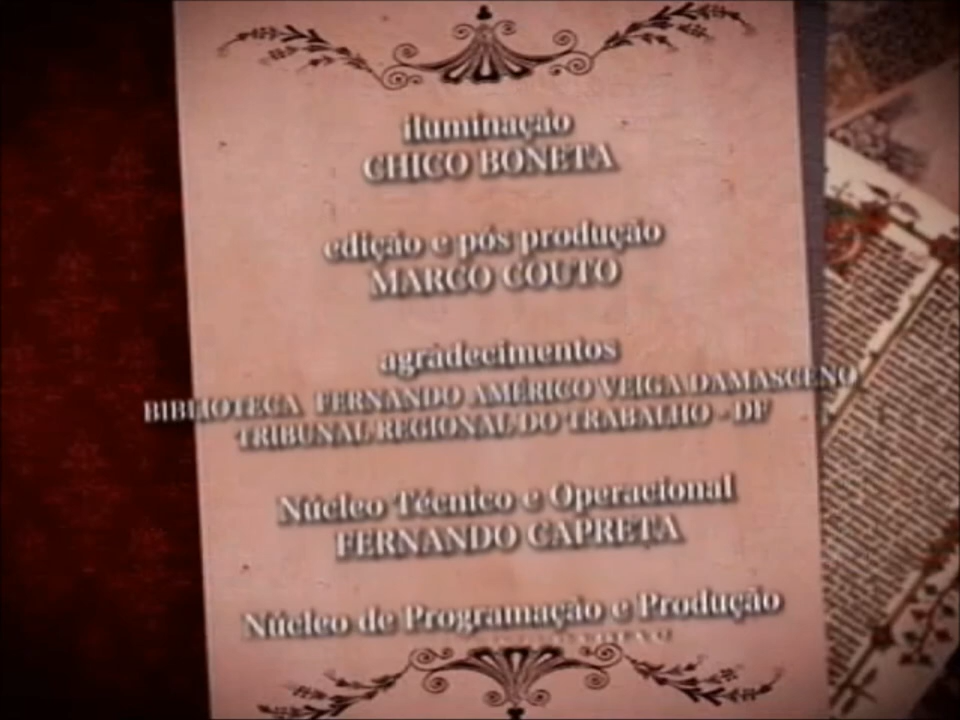 iluminação
CHICO BONETA
edição e pós produção
MARCO COUTO
agradecimentos
BIBLIOTECA FERNANDO AMÉRICO VEIGA DAMASCENO
TRIBUNAL REGIONAL DO TRABALHO - DF
Núcleo Técnico e Operacional
FERNANDO CAPRETA
Núcleo de Programação e Produção